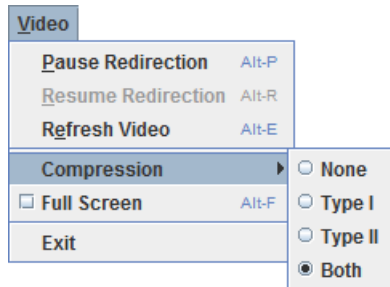 Video
Pause Redirection Alt-P
Resume Redirection Alt-R
Refresh Video Alt-E
Compression
None
Full Screen Alt-F
Type I
Type II
Exit
Both